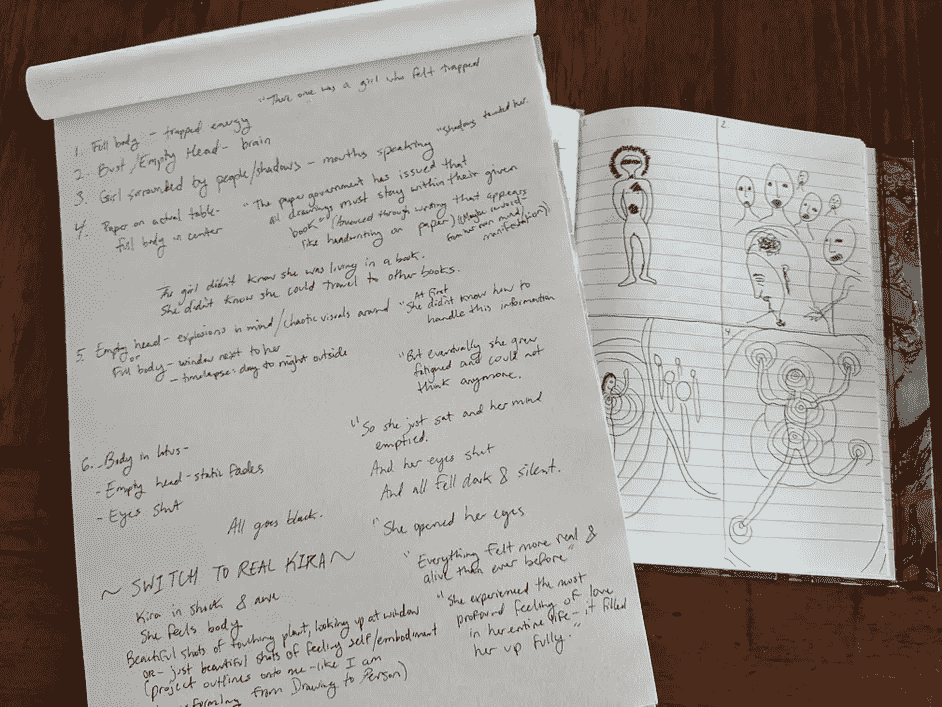 "There once was a girl who felt trapped
1. Full body - trapped energy
2. Bust/Empty Head - brain
3. Girl surrounded by people/shadows - mouths speaking
"Shadows taunted her.
4. Paper on actual table-
full body in center
"The paper government has issued that
all drawings must stay within their given
book" (Announced through writing that appears
like handwriting on paper) (Maybe
our own mind
manifestation)
The girl didn't know she was living in a book.
She didn't know she could travel to other books.
5. Empty head - explosions in mind/chaotic visuals around
or
Full body - window next to her
- timelapse: day to night outside
"At first
She didn't know how to
handle this information
"But eventually she grew
fatigued and could not
think anymore.
6. -Body in lotus-
- Empty head - static fades
- Eyes shut
"So she just sat and her mind
emptied.
And her eyes shut
And all fell dark & silent.
All goes black.
~ SWITCH TO REAL KIRA ~
"She opened her eyes
Kira in shock & awe
She feels body
Beautiful shots of touching plant, looking up at window
or - just beautiful shots of feeling self/embodiment
(project outlines onto me - like I am
transforming from Drawing to Person)
"Everything felt more real &
alive than ever before"
"She experienced the most
profound feeling of love
in her entire life - it filled
her up fully."
1
2
4